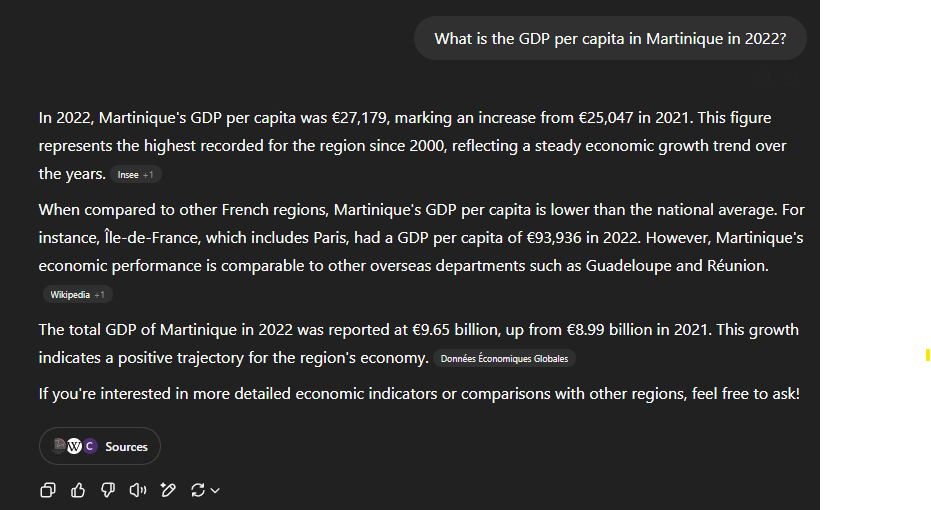 What is the GDP per capita in Martinique in 2022?
In 2022, Martinique's GDP per capita was €27,179, marking an increase from €25,047 in 2021. This figure
represents the highest recorded for the region since 2000, reflecting a steady economic growth trend over
the years. Insee +1
When compared to other French regions, Martinique's GDP per capita is lower than the national average. For
instance, Île-de-France, which includes Paris, had a GDP per capita of €93,936 in 2022. However, Martinique's
economic performance is comparable to other overseas departments such as Guadeloupe and Réunion.
Wikipedia +1
The total GDP of Martinique in 2022 was reported at €9.65 billion, up from €8.99 billion in 2021. This growth
indicates a positive trajectory for the region's economy. Données Économiques Globales
If you're interested in more detailed economic indicators or comparisons with other regions, feel free to ask!
W C Sources